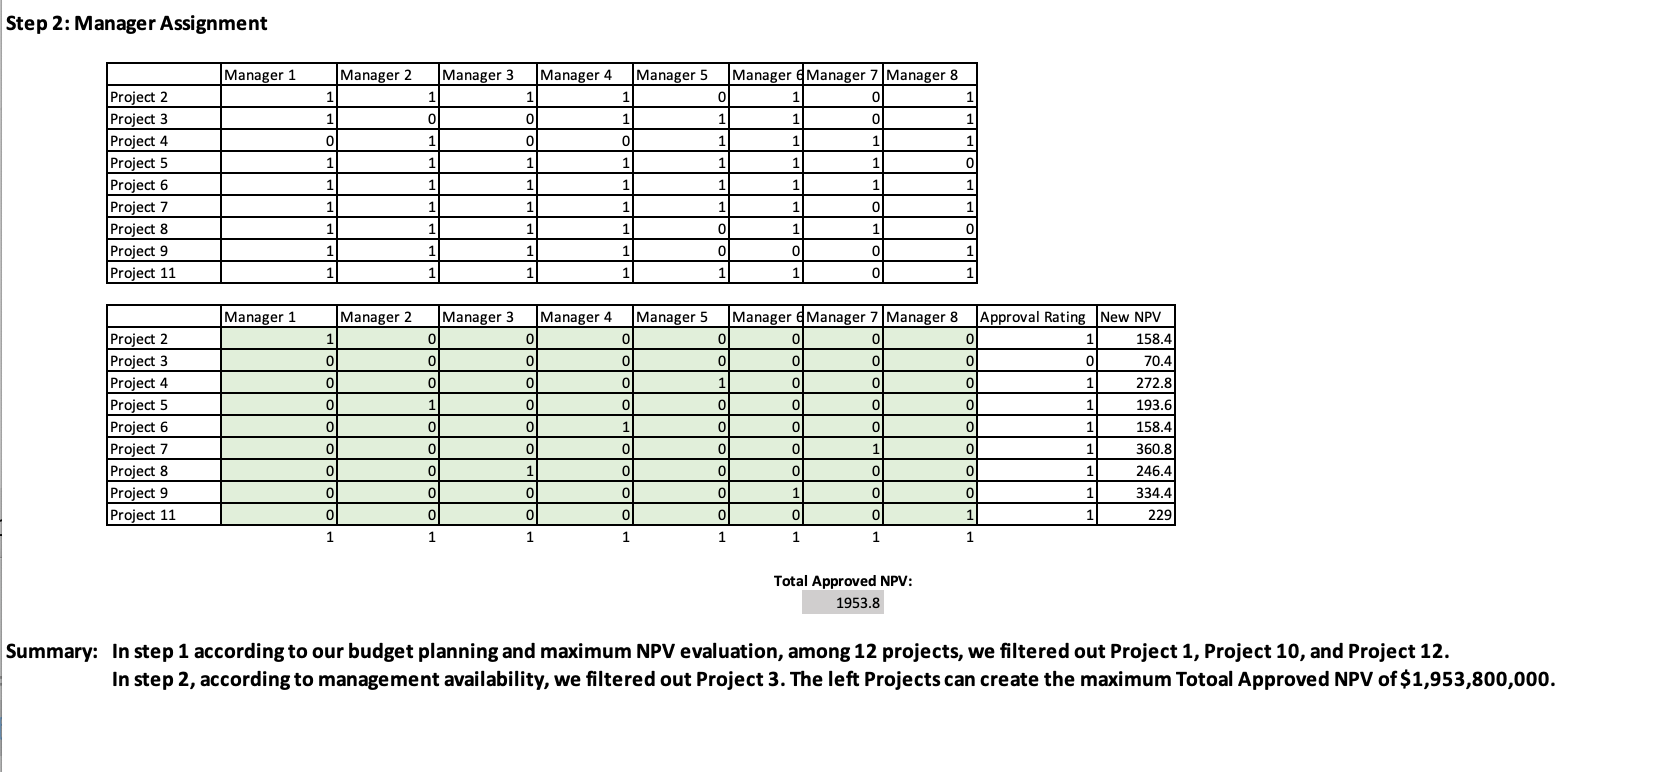 Step 2: Manager Assignment
Manager 1 Manager 2 Manager 3 Manager 4 Manager 5 Manager 6 Manager 7 Manager 8
Project 2 1 1 1 1 0 1 0 1
Project 3 1 0 0 1 1 1 0 1
Project 4 0 1 0 0 1 1 1 1
Project 5 1 1 1 1 1 1 1 0
Project 6 1 1 1 1 1 1 1 1
Project 7 1 1 1 1 1 1 0 1
Project 8 1 1 1 1 0 1 1 0
Project 9 1 1 1 1 0 0 0 1
Project 11 1 1 1 1 1 1 0 1
Manager 1 Manager 2 Manager 3 Manager 4 Manager 5 Manager 6 Manager 7 Manager 8 Approval Rating New NPV
Project 2 1 0 0 0 0 0 0 0 1 158.4
Project 3 0 0 0 0 0 0 0 0 0 70.4
Project 4 0 0 0 0 1 0 0 0 1 272.8
Project 5 0 1 0 0 0 0 0 0 1 193.6
Project 6 0 0 0 1 0 0 0 0 1 158.4
Project 7 0 0 0 0 0 0 1 0 1 360.8
Project 8 0 0 1 0 0 0 0 0 1 246.4
Project 9 0 0 0 0 0 1 0 0 1 334.4
Project 11 0 0 0 0 0 0 0 1 1 229
1 1 1 1 1 1 1 1
Total Approved NPV:
1953.8
Summary: In step 1 according to our budget planning and maximum NPV evaluation, among 12 projects, we filtered out Project 1, Project 10, and Project 12.
In step 2, according to management availability, we filtered out Project 3. The left Projects can create the maximum Totoal Approved NPV of $1,953,800,000.